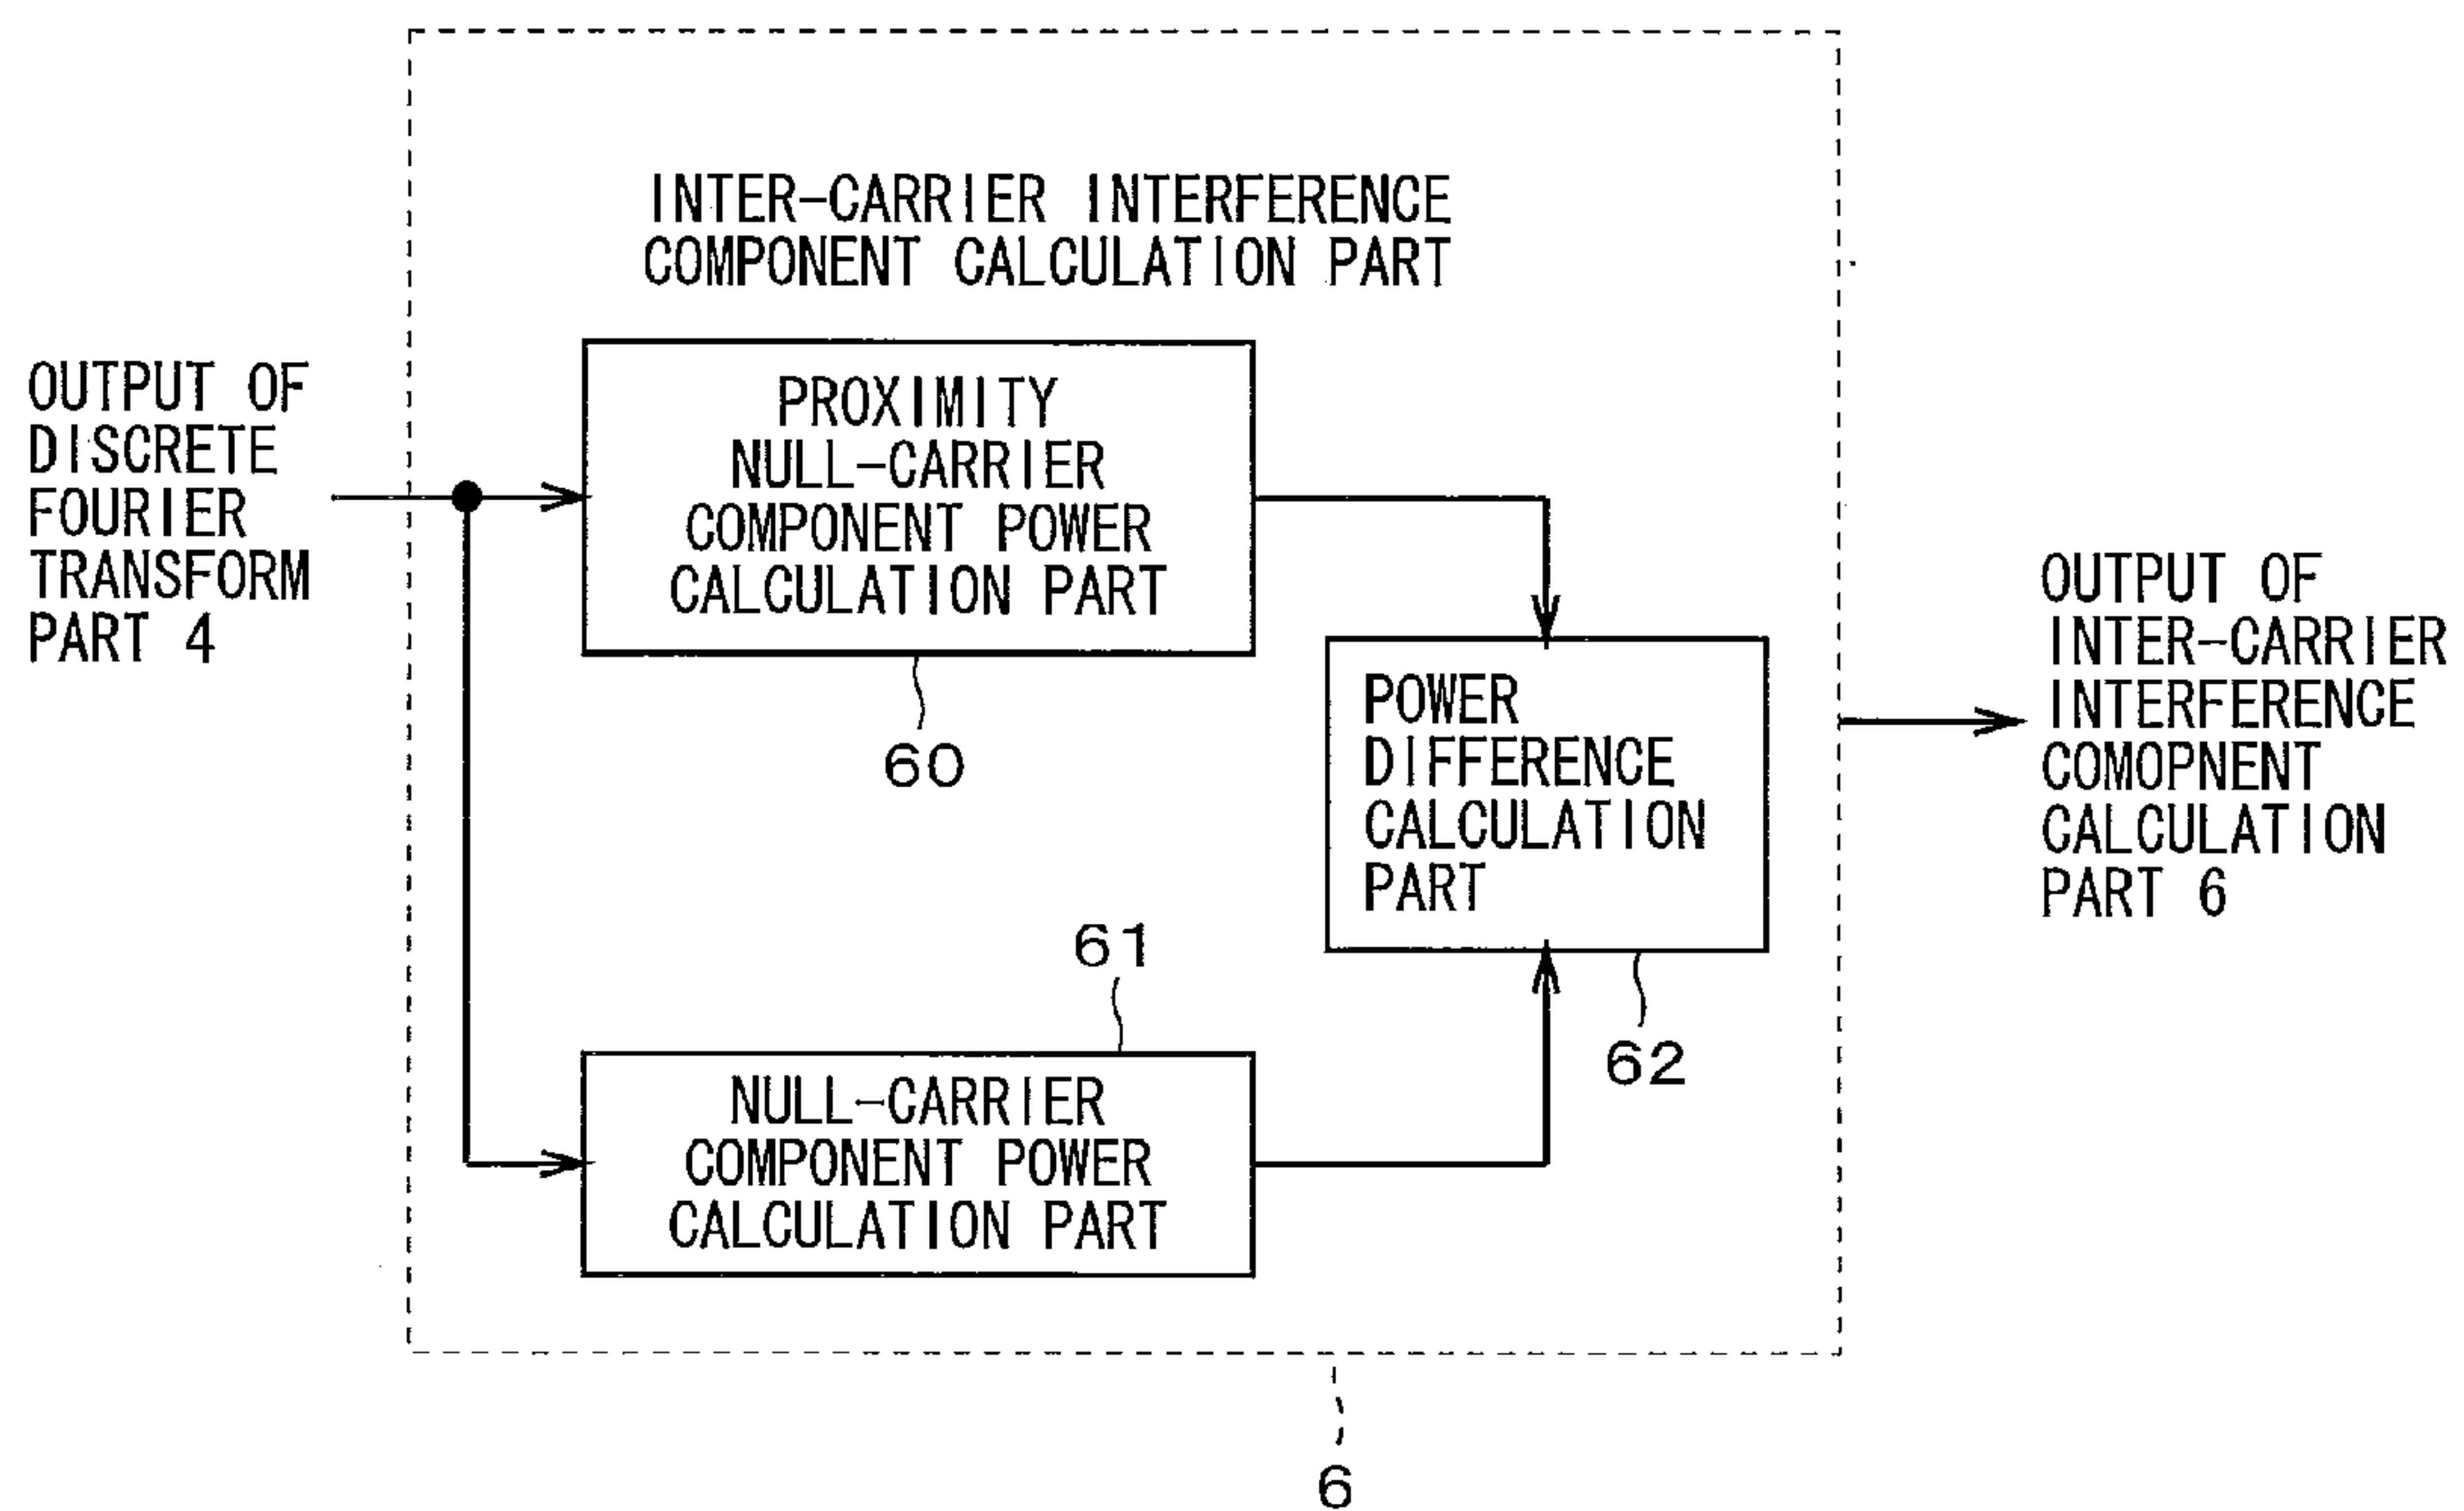 INTER-CARRIER INTERFERENCE
COMPONENT CALCULATION PART
OUTPUT OF
DISCRETE
FOURIER
TRANSFORM
PART 4
PROXIMITY
NULL-CARRIER
COMPONENT POWER
CALCULATION PART
60
POWER
DIFFERENCE
CALCULATION
PART
62
61
NULL-CARRIER
COMPONENT POWER
CALCULATION PART
OUTPUT OF
INTER-CARRIER
INTERFERENCE
COMOPNENT
CALCULATION
PART 6
6